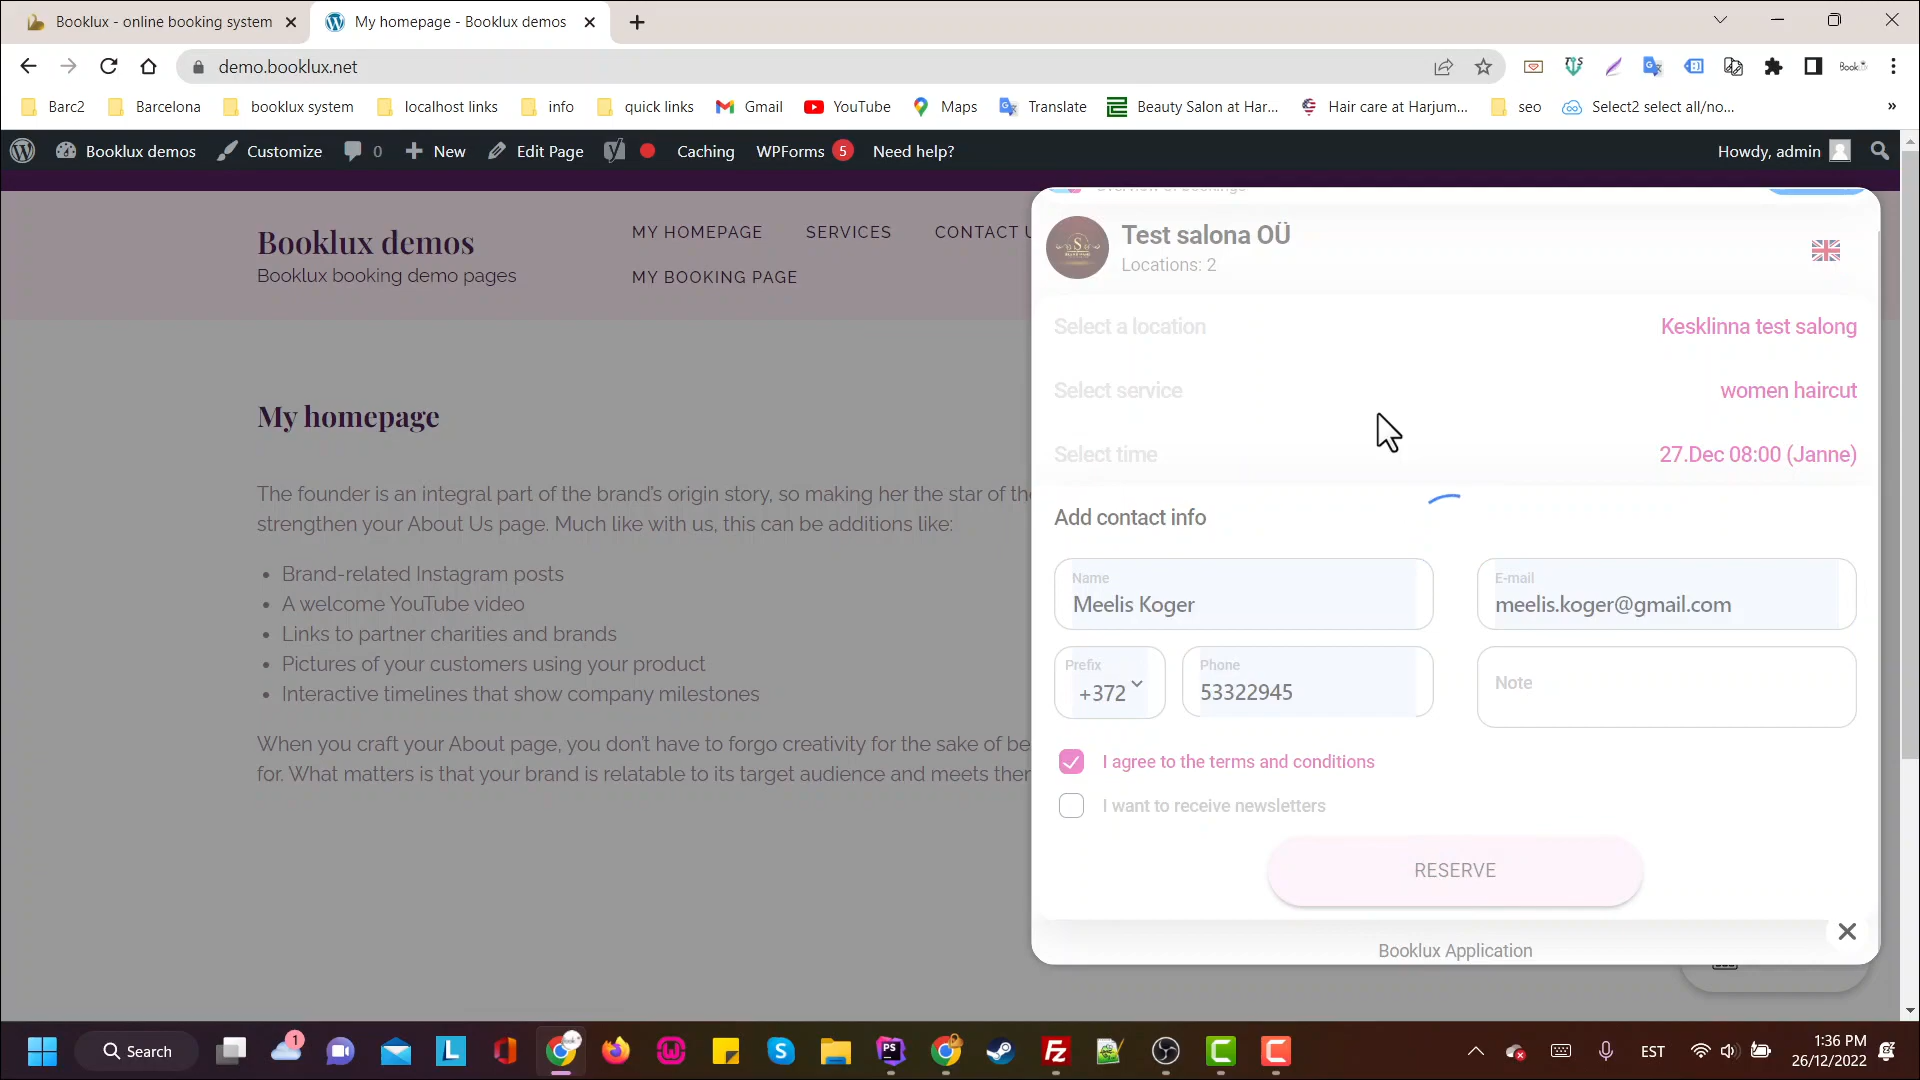 Booklux - online booking system
My homepage - Booklux demos
demo.booklux.net
Barc2
Barcelona
booklux system
localhost links
info
quick links
Gmail
YouTube
Maps
Translate
Beauty Salon at Har...
Hair care at Harjum...
seo
Select2 select all/no...
»
Booklux demos
Customize
0
New
Edit Page
Caching
WPForms 5
Need help?
Howdy, admin
Booklux demos
Booklux booking demo pages
MY HOMEPAGE
SERVICES
CONTACT U
MY BOOKING PAGE
My homepage
The founder is an integral part of the brand's origin story, so making her the star of the
strengthen your About Us page. Much like with us, this can be additions like:
• Brand-related Instagram posts
• A welcome YouTube video
• Links to partner charities and brands
• Pictures of your customers using your product
• Interactive timelines that show company milestones
When you craft your About page, you don't have to forgo creativity for the sake of be
for. What matters is that your brand is relatable to its target audience and meets ther
Overview of bookings
Test salona OÜ
Locations: 2
Select a location
Kesklinna test salong
Select service
women haircut
Select time
27.Dec 08:00 (Janne)
Add contact info
Name
Meelis Koger
E-mail
meelis.koger@gmail.com
Prefix
+372
Phone
53322945
Note
I agree to the terms and conditions
I want to receive newsletters
RESERVE
Booklux Application
Search
1
EST
1:36 PM
26/12/2022